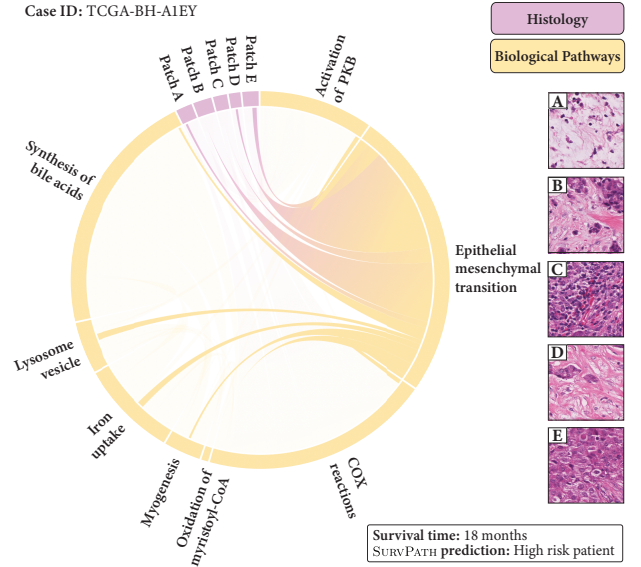 Case ID: TCGA-BH-A1EY
Histology
Biological Pathways
Patch A
Patch B
Patch C
Patch D
Patch E
Activation
of PKB
Synthesis of
bile acids
Epithelial
mesenchymal
transition
Lysosome
vesicle
Iron
uptake
Myogenesis
Oxidation of
myristoyl-CoA
COX
reactions
A
B
C
D
E
Survival time: 18 months
SURVPATH prediction: High risk patient